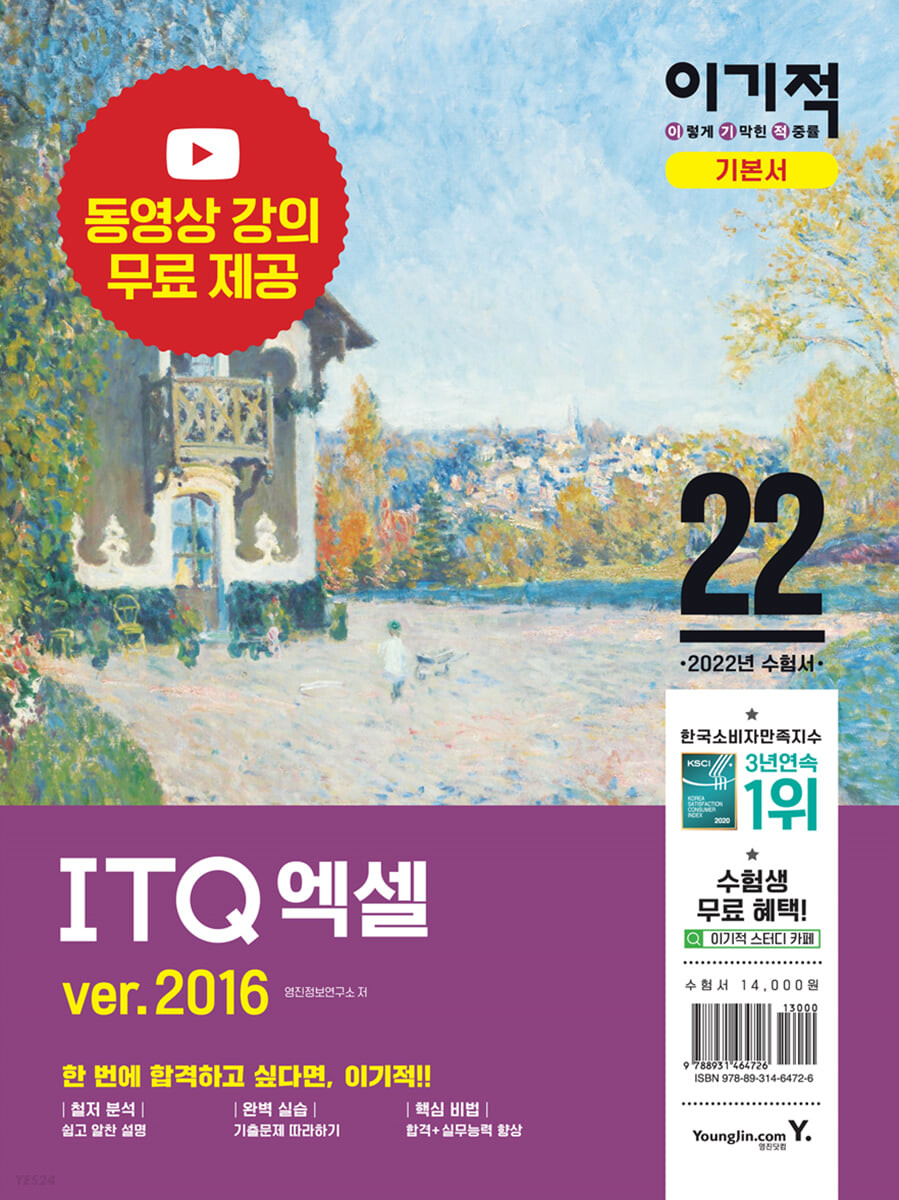 동영상 강의
무료 제공
이기적
이렇게 기막힌 적중률
기본서
22
•2022년 수험서•
한국소비자만족지수
KSCI
KOREA
SATISFACTION
CONSUMER
INDEX
2020
3년연속
1위
수험생
무료 혜택!
이기적 스터디 카페
수험서 14,000원
13000
9 788931 464726
ISBN 978-89-314-6472-6
YoungJin.com Y.
영진닷컴
ITQ 엑셀
ver.2016
영진정보연구소 저
한 번에 합격하고 싶다면, 이기적!!
| 철저 분석 |
쉽고 알찬 설명
| 완벽 실습 |
기출문제 따라하기
| 핵심 비법 |
합격+실무능력 향상
YES24